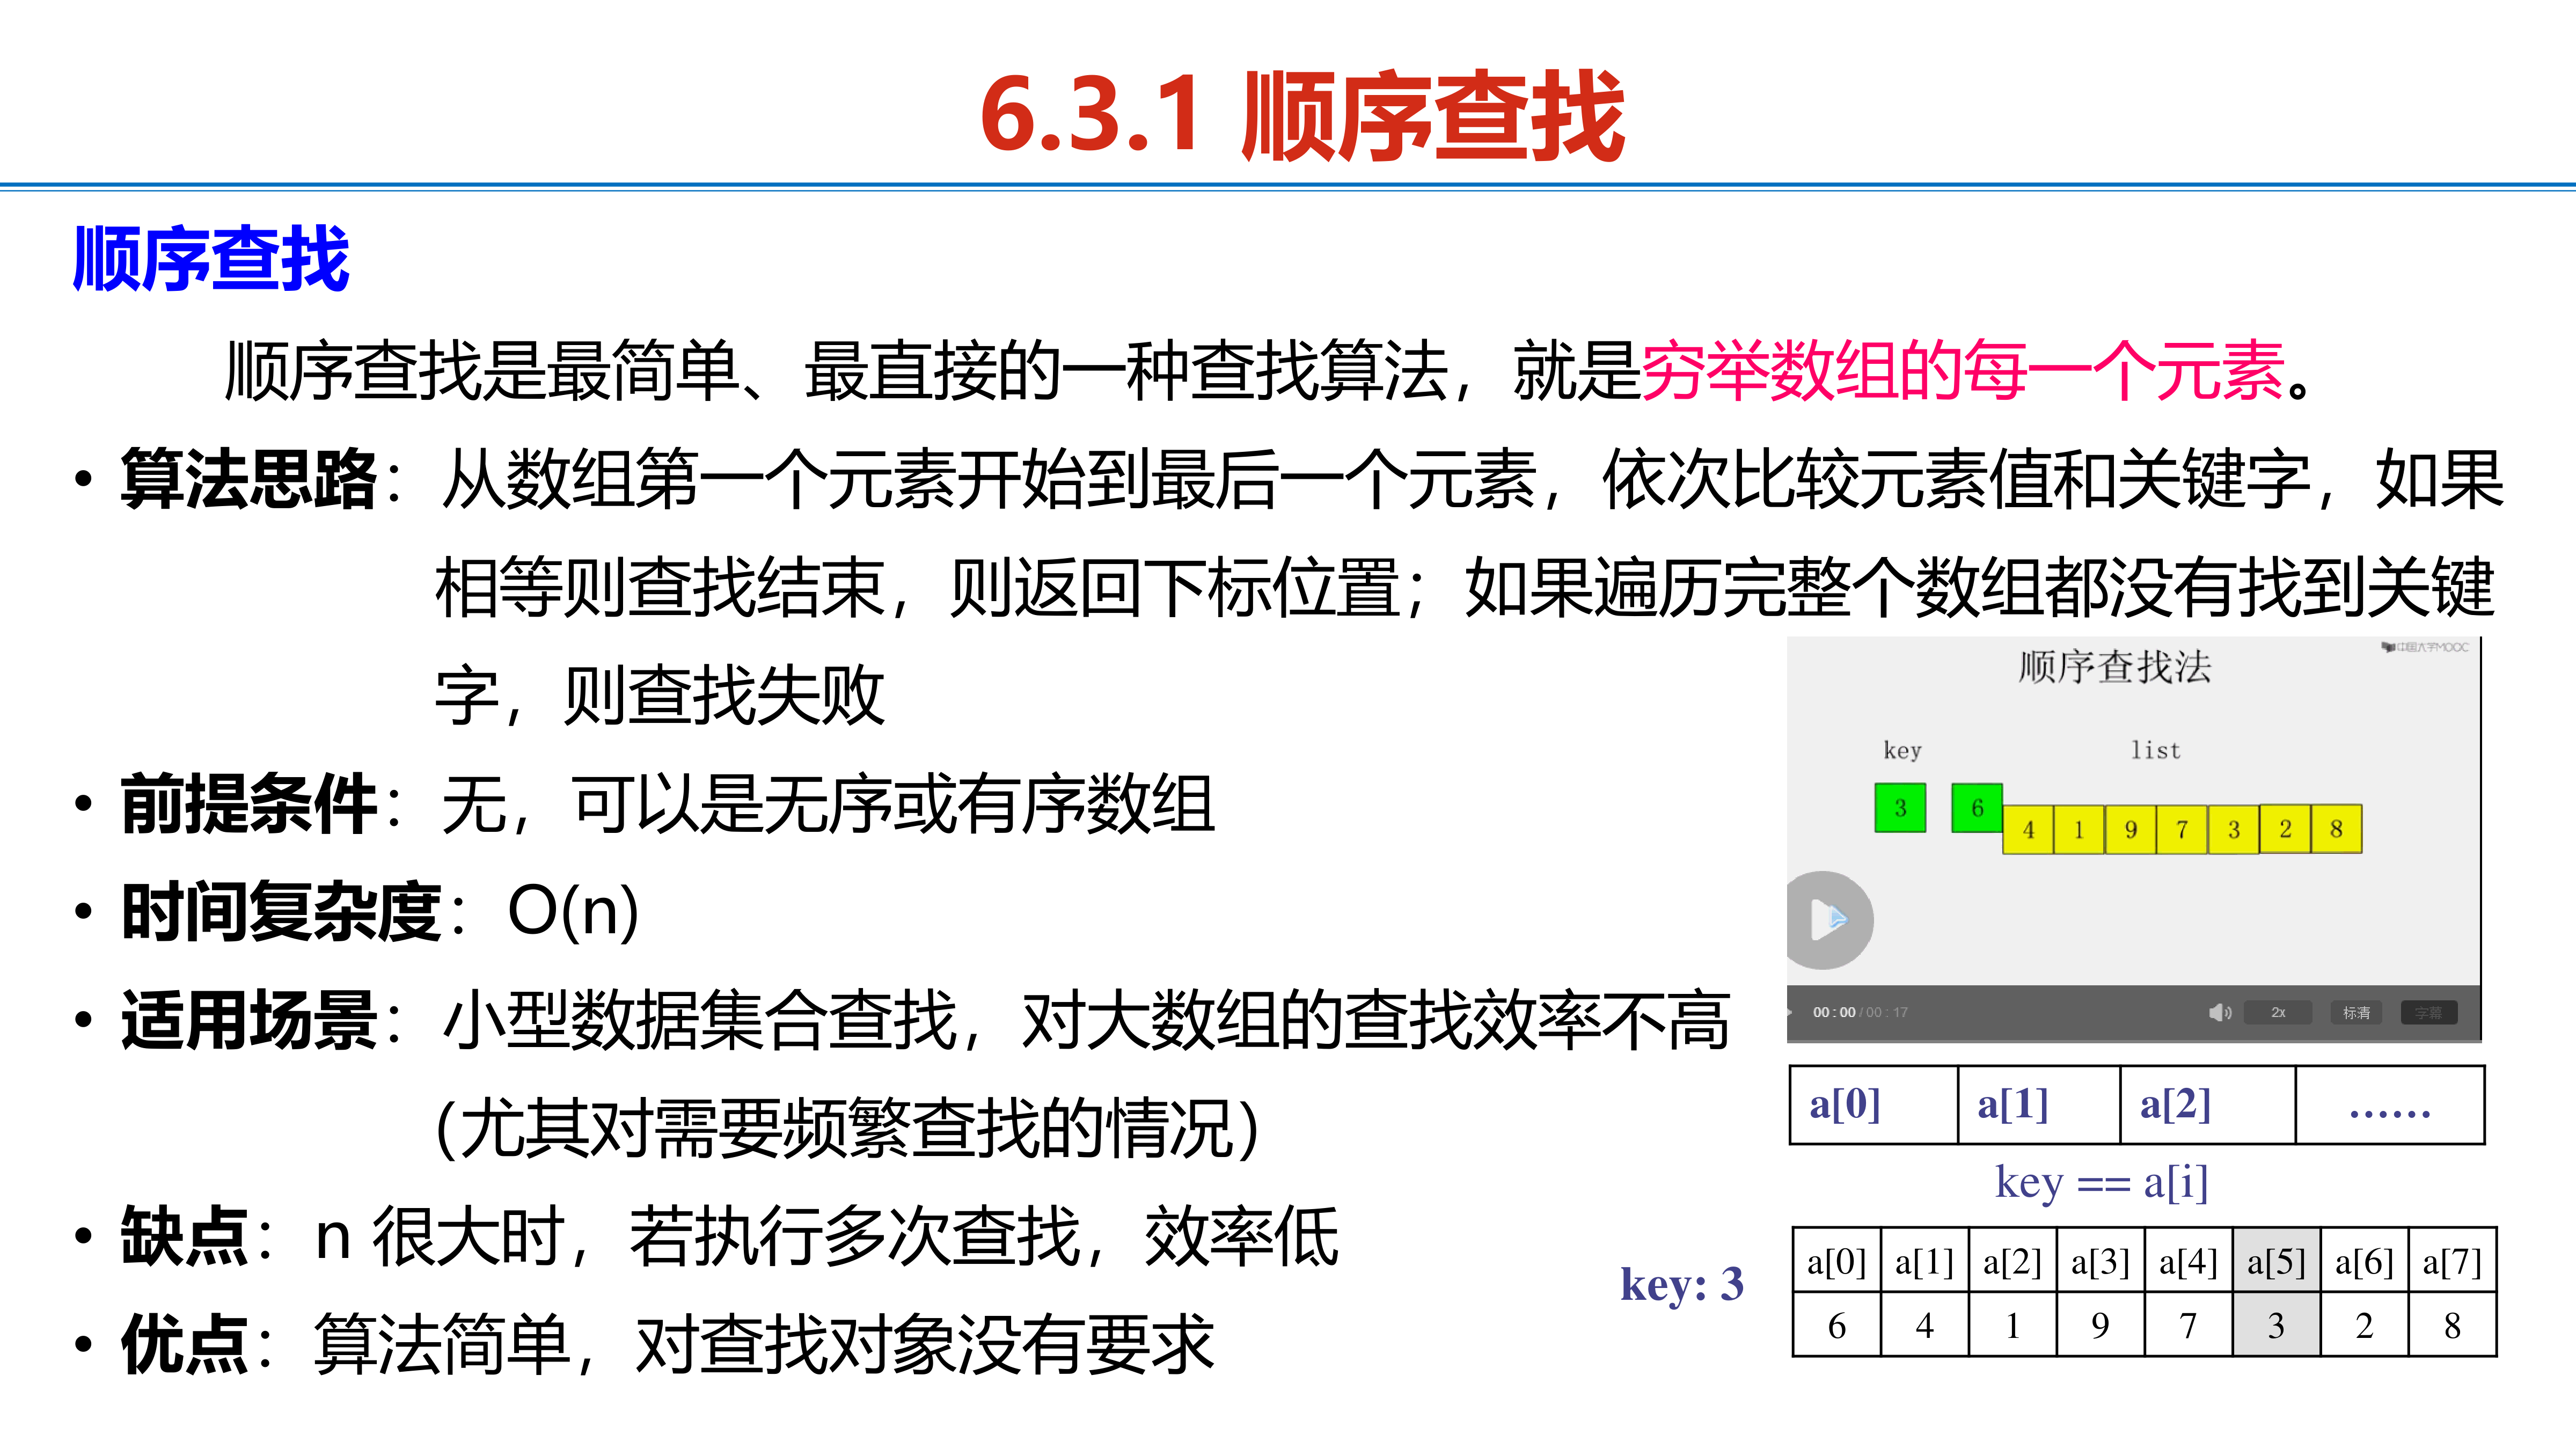 6.3.1 顺序查找
顺序查找
顺序查找是最简单、最直接的一种查找算法，就是穷举数组的每一个元素。
• 算法思路：从数组第一个元素开始到最后一个元素，依次比较元素值和关键字，如果
相等则查找结束，则返回下标位置；如果遍历完整个数组都没有找到关键
字，则查找失败
• 前提条件：无，可以是无序或有序数组
• 时间复杂度：O(n)
• 适用场景：小型数据集合查找，对大数组的查找效率不高
（尤其对需要频繁查找的情况）
• 缺点：n 很大时，若执行多次查找，效率低
• 优点：算法简单，对查找对象没有要求
中国大学MOOC
顺序查找法
key list
3 6 4 1 9 7 3 2 8
00:00 / 00:17 2x 标清 字幕
a[0] a[1] a[2] ……
key == a[i]
key: 3
a[0] a[1] a[2] a[3] a[4] a[5] a[6] a[7]
6 4 1 9 7 3 2 8